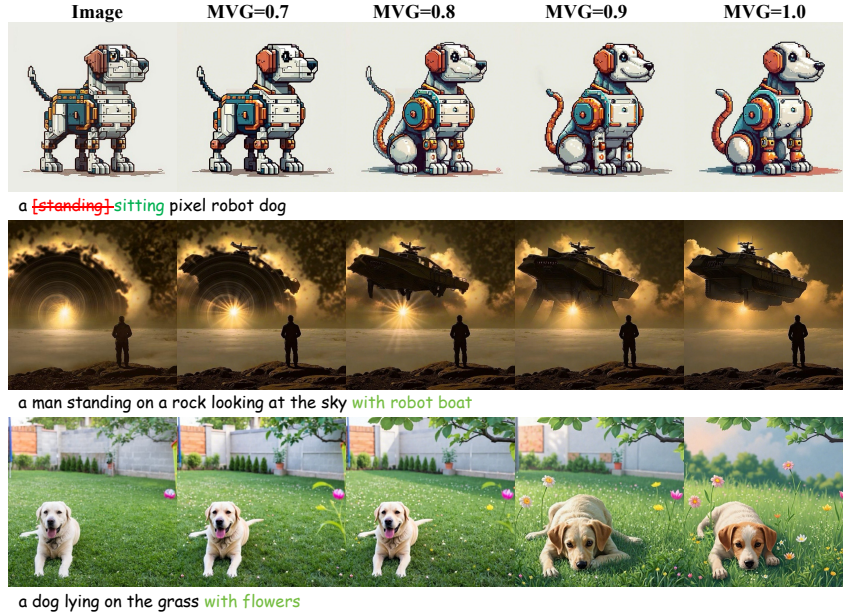 Image MVG=0.7 MVG=0.8 MVG=0.9 MVG=1.0
a [standing] sitting pixel robot dog
a man standing on a rock looking at the sky with robot boat
a dog lying on the grass with flowers